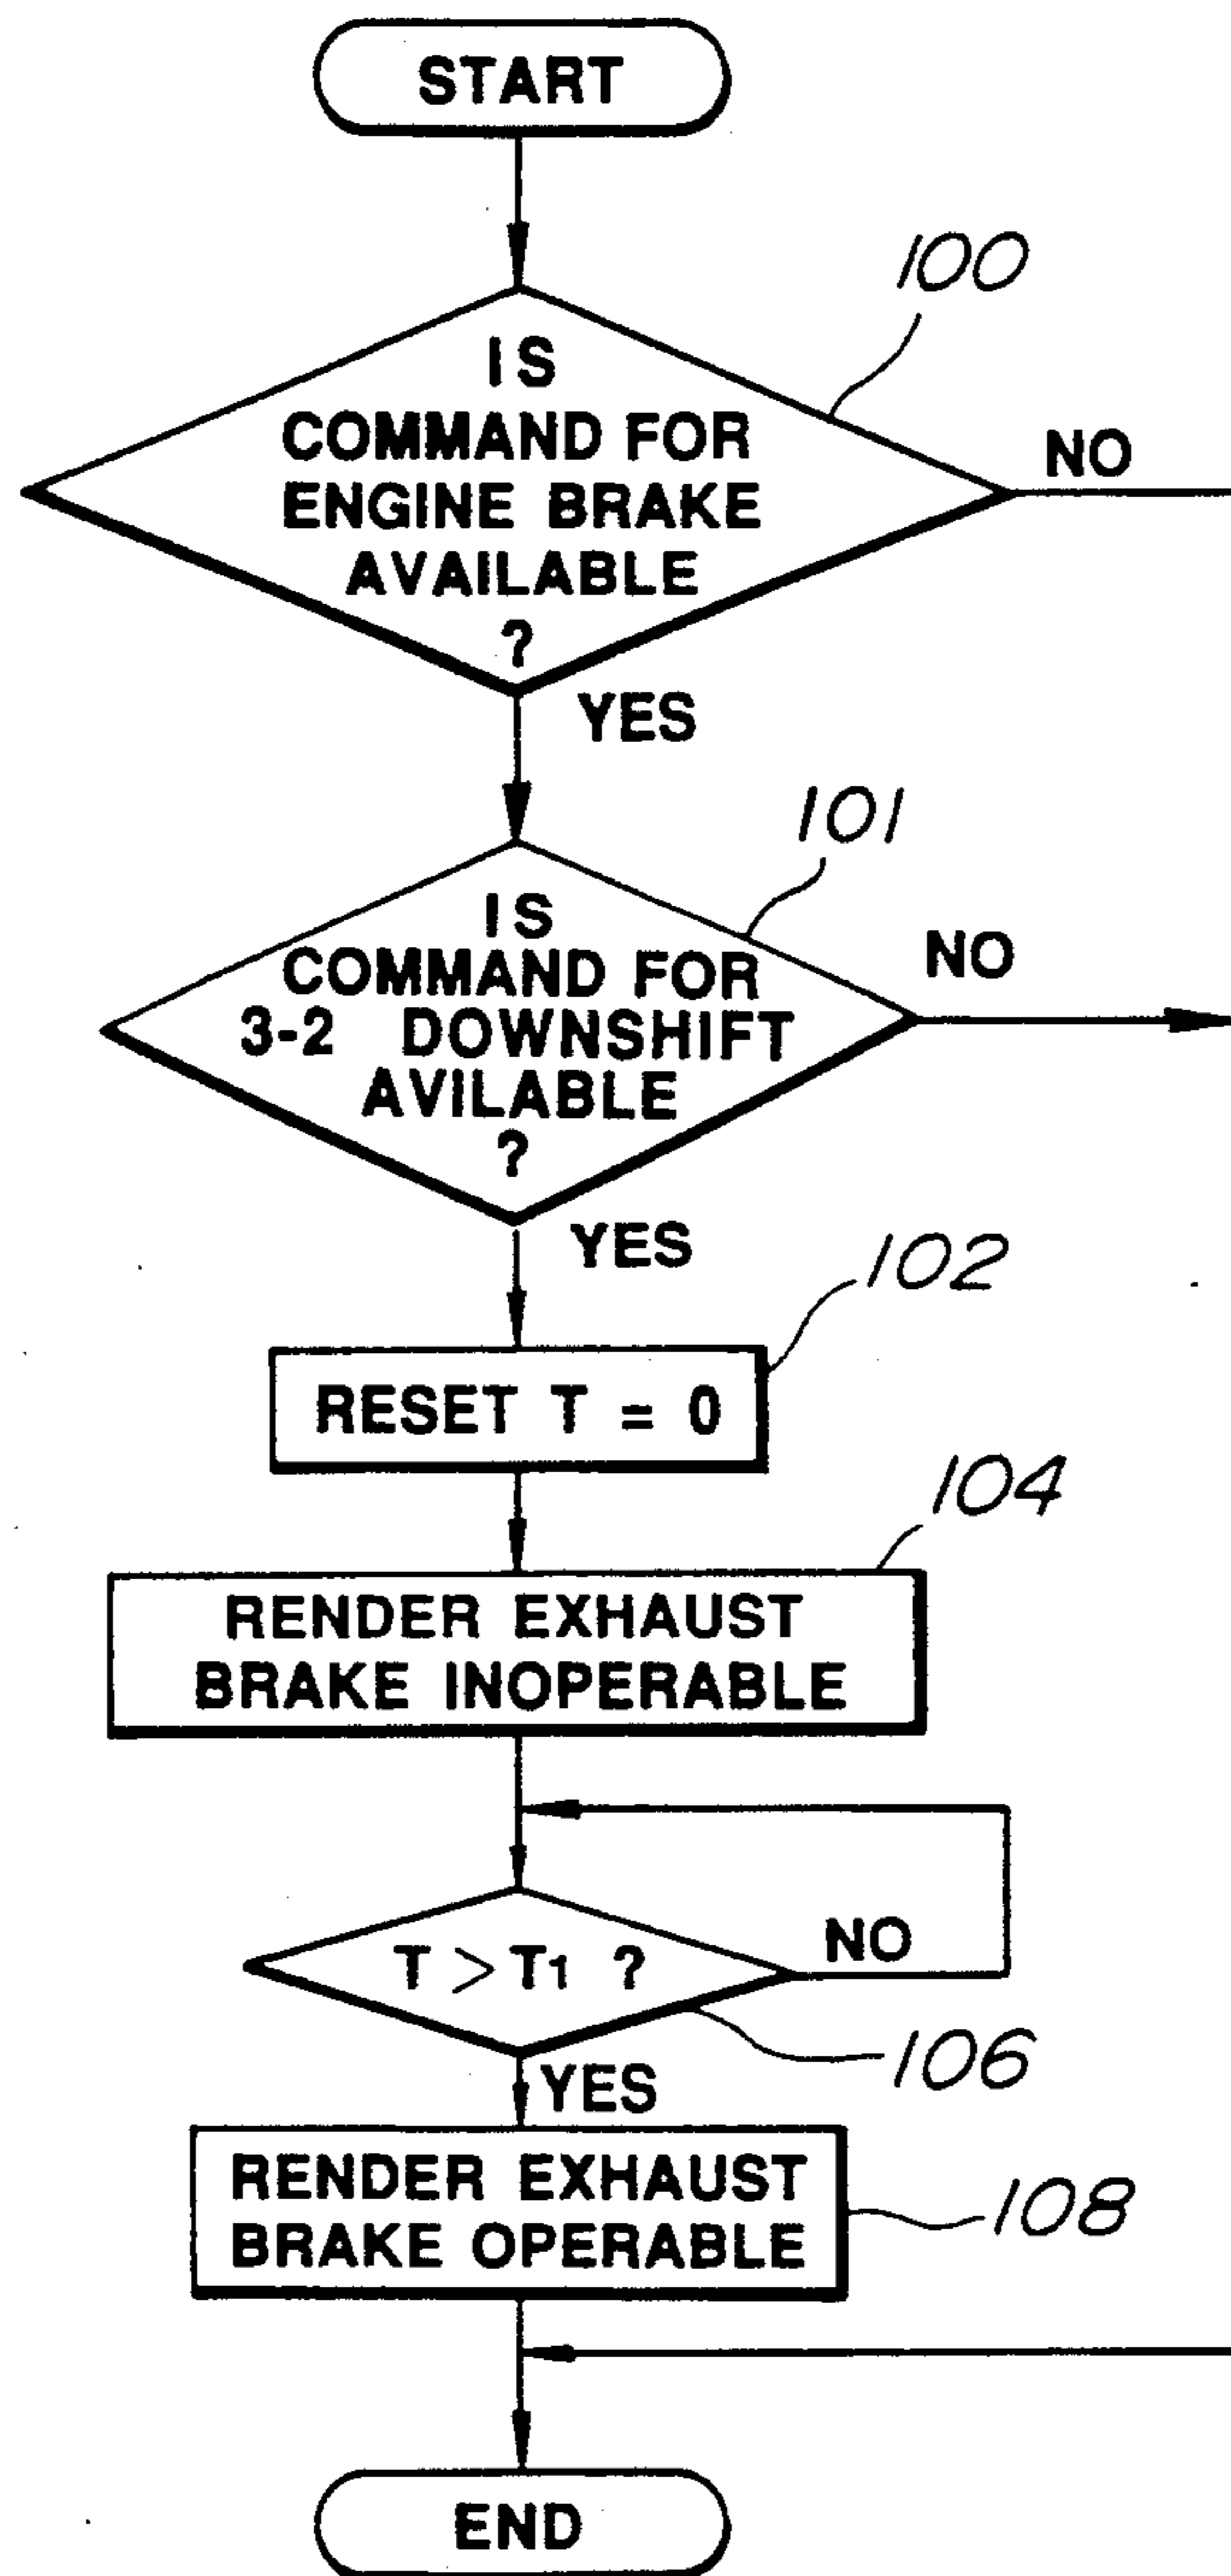 START
100
IS
COMMAND FOR
ENGINE BRAKE
AVAILABLE
?
NO
YES
101
IS
COMMAND FOR
3-2 DOWNSHIFT
AVILABLE
?
NO
YES
102
RESET T = 0
104
RENDER EXHAUST
BRAKE INOPERABLE
T > T1 ?
NO
106
YES
RENDER EXHAUST
BRAKE OPERABLE
108
END